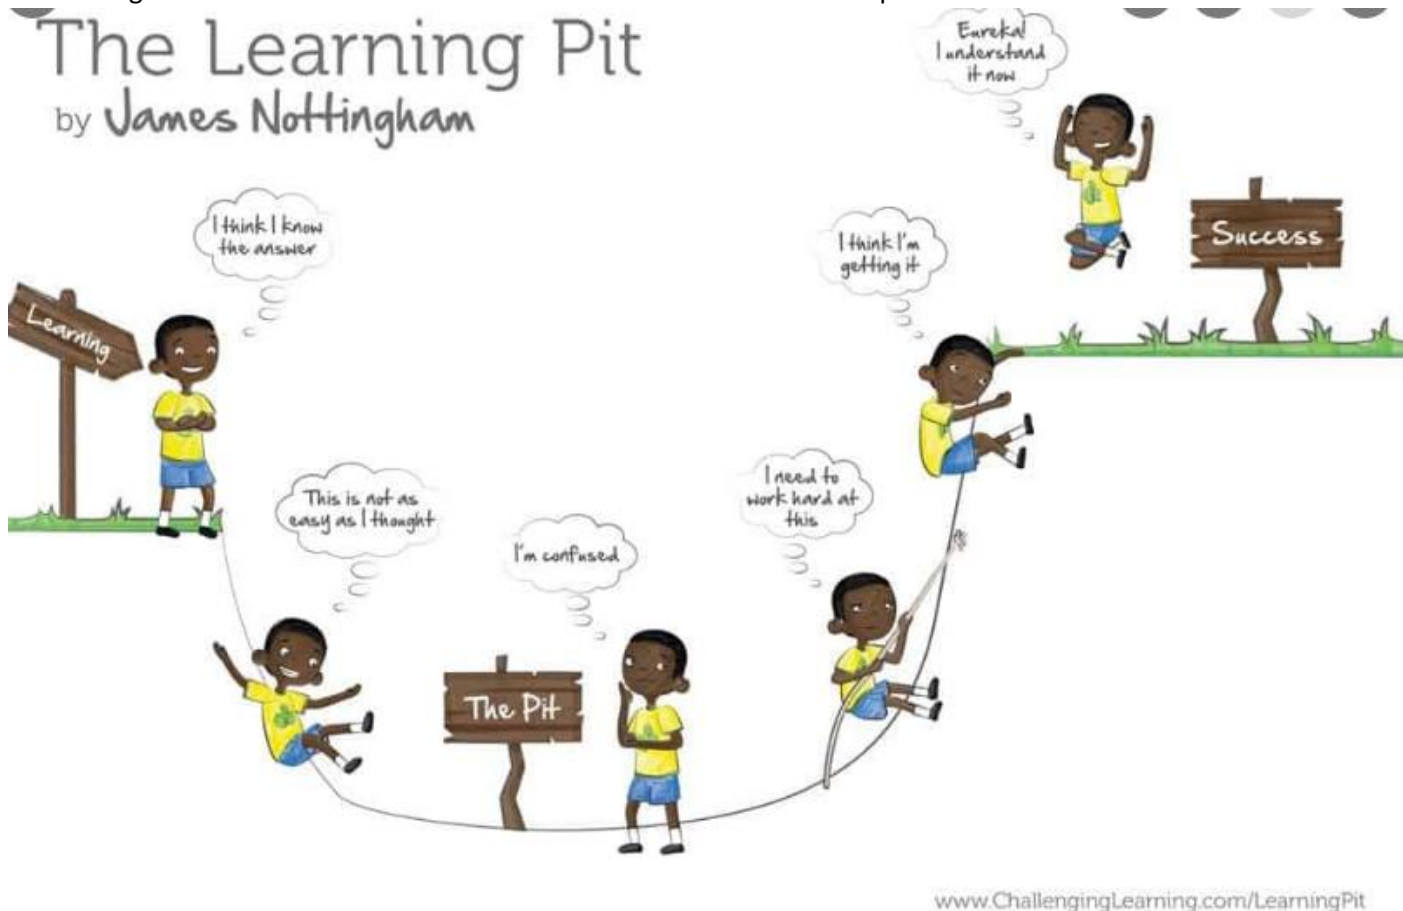 The Learning Pit
by James Nottingham
Eureka!
I understand
it now
I think I know
the answer
I think I'm
getting it
Success
Learning
This is not as
easy as I thought
I need to
work hard at
this
I'm confused
The Pit
www.ChallengingLearning.com/LearningPit